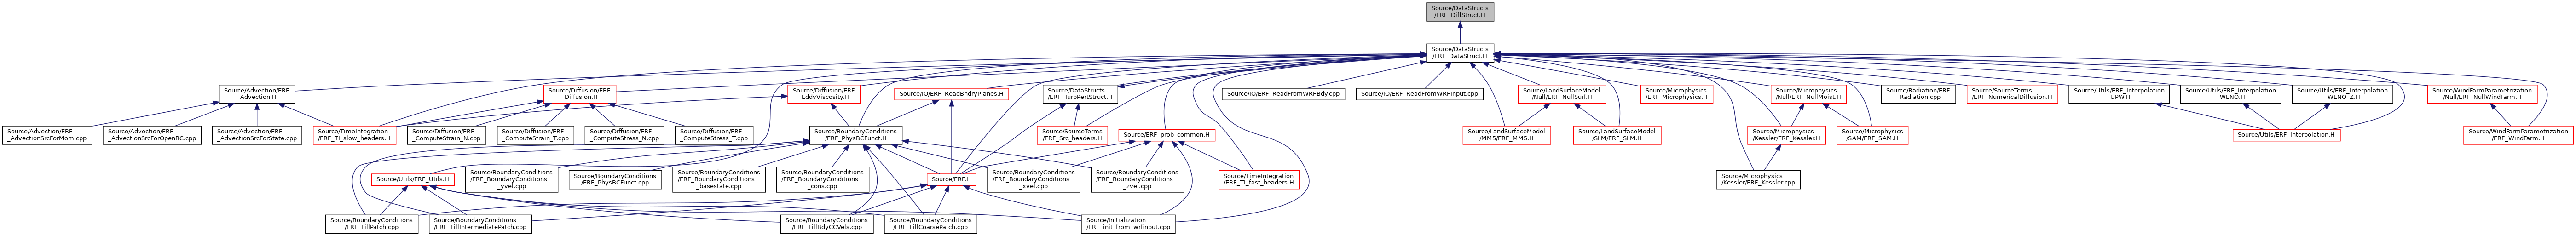 Source/DataStructs
/ERF_DiffStruct.H
Source/DataStructs
/ERF_DataStruct.H
Source/Advection/ERF
_Advection.H
Source/Diffusion/ERF
_Diffusion.H
Source/Diffusion/ERF
_EddyViscosity.H
Source/IO/ERF_ReadBndryPlanes.H
Source/DataStructs
/ERF_TurbPertStruct.H
Source/IO/ERF_ReadFromWRFBdy.cpp
Source/IO/ERF_ReadFromWRFInput.cpp
Source/LandSurfaceModel
/Null/ERF_NullSurf.H
Source/Microphysics
/ERF_Microphysics.H
Source/Microphysics
/Null/ERF_NullMoist.H
Source/Radiation/ERF
_Radiation.cpp
Source/SourceTerms
/ERF_NumericalDiffusion.H
Source/Utils/ERF_Interpolation
_UPW.H
Source/Utils/ERF_Interpolation
_WENO.H
Source/Utils/ERF_Interpolation
_WENO_Z.H
Source/WindFarmParametrization
/Null/ERF_NullWindFarm.H
Source/Advection/ERF
_AdvectionSrcForMom.cpp
Source/Advection/ERF
_AdvectionSrcForOpenBC.cpp
Source/Advection/ERF
_AdvectionSrcForState.cpp
Source/TimeIntegration
/ERF_TI_slow_headers.H
Source/Diffusion/ERF
_ComputeStrain_N.cpp
Source/Diffusion/ERF
_ComputeStrain_T.cpp
Source/Diffusion/ERF
_ComputeStress_N.cpp
Source/Diffusion/ERF
_ComputeStress_T.cpp
Source/BoundaryConditions
/ERF_PhysBCFunct.H
Source/SourceTerms
/ERF_Src_headers.H
Source/ERF_prob_common.H
Source/LandSurfaceModel
/MM5/ERF_MM5.H
Source/LandSurfaceModel
/SLM/ERF_SLM.H
Source/Microphysics
/Kessler/ERF_Kessler.H
Source/Microphysics
/SAM/ERF_SAM.H
Source/Utils/ERF_Interpolation.H
Source/WindFarmParametrization
/ERF_WindFarm.H
Source/Utils/ERF_Utils.H
Source/BoundaryConditions
/ERF_BoundaryConditions
_yvel.cpp
Source/BoundaryConditions
/ERF_PhysBCFunct.cpp
Source/BoundaryConditions
/ERF_BoundaryConditions
_basestate.cpp
Source/BoundaryConditions
/ERF_BoundaryConditions
_cons.cpp
Source/ERF.H
Source/BoundaryConditions
/ERF_BoundaryConditions
_xvel.cpp
Source/BoundaryConditions
/ERF_BoundaryConditions
_zvel.cpp
Source/TimeIntegration
/ERF_TI_fast_headers.H
Source/Microphysics
/Kessler/ERF_Kessler.cpp
Source/BoundaryConditions
/ERF_FillPatch.cpp
Source/BoundaryConditions
/ERF_FillIntermediatePatch.cpp
Source/BoundaryConditions
/ERF_FillBdyCCVels.cpp
Source/BoundaryConditions
/ERF_FillCoarsePatch.cpp
Source/Initialization
/ERF_init_from_wrfinput.cpp